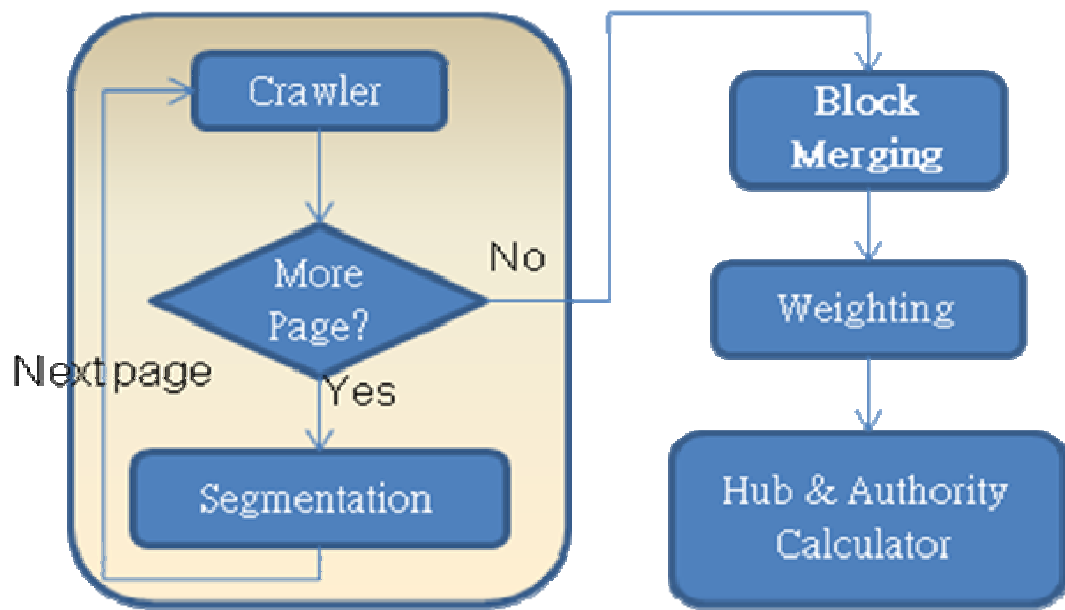 Crawler
More
Page?
No
Next page
Yes
Segmentation
Block
Merging
Weighting
Hub & Authority
Calculator